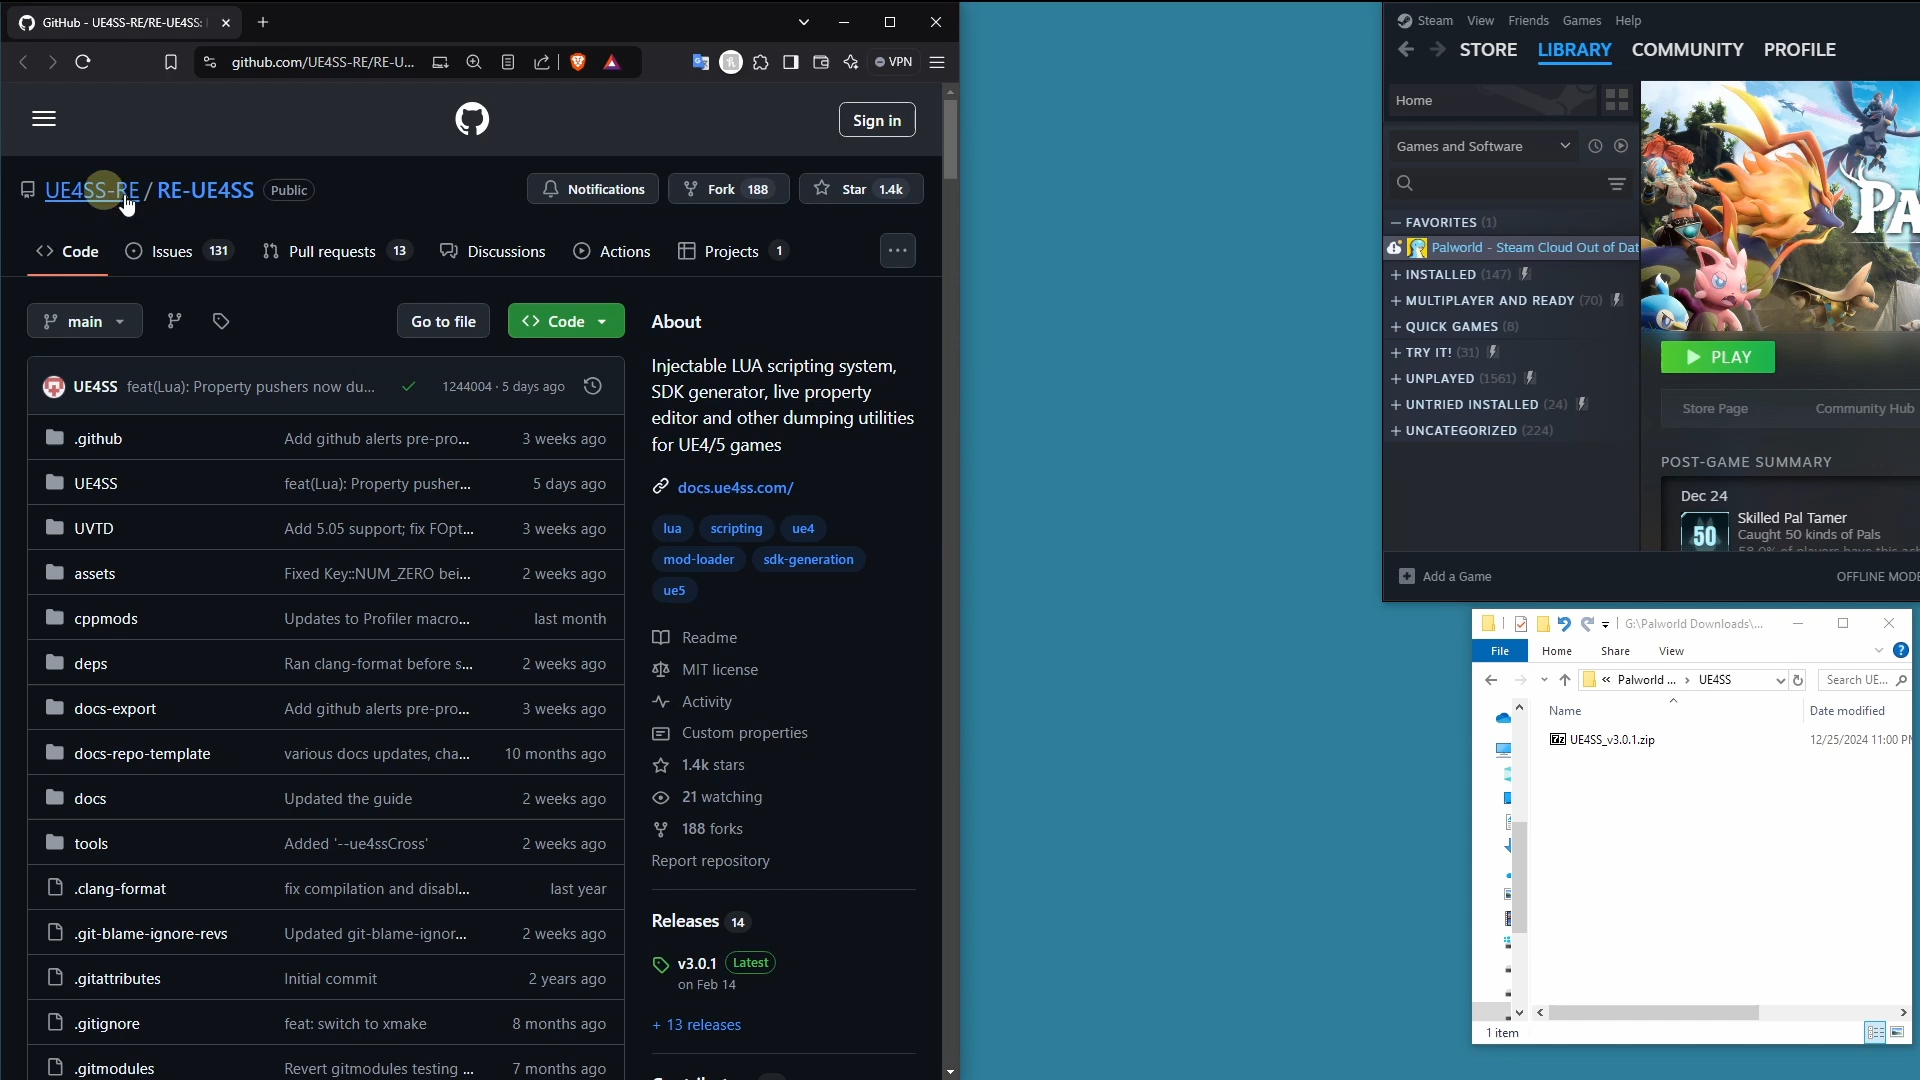 GitHub - UE4SS-RE/RE-UE4SS:
github.com/UE4SS-RE/RE-U...
VPN
Sign in
UE4SS-RE / RE-UE4SS Public
Notifications
Fork 188
Star 1.4k
Code
Issues 131
Pull requests 13
Discussions
Actions
Projects 1
main
Go to file
Code
UE4SS feat(Lua): Property pushers now du... 1244004 · 5 days ago
.github Add github alerts pre-pro... 3 weeks ago
UE4SS feat(Lua): Property pusher... 5 days ago
UVTD Add 5.05 support; fix FOpt... 3 weeks ago
assets Fixed Key::NUM_ZERO bei... 2 weeks ago
cppmods Updates to Profiler macro... last month
deps Ran clang-format before s... 2 weeks ago
docs-export Add github alerts pre-pro... 3 weeks ago
docs-repo-template various docs updates, cha... 10 months ago
docs Updated the guide 2 weeks ago
tools Added '--ue4ssCross' 2 weeks ago
.clang-format fix compilation and disabl... last year
.git-blame-ignore-revs Updated git-blame-ignor... 2 weeks ago
.gitattributes Initial commit 2 years ago
.gitignore feat: switch to xmake 8 months ago
.gitmodules Revert gitmodules testing ... 7 months ago
About
Injectable LUA scripting system,
SDK generator, live property
editor and other dumping utilities
for UE4/5 games
docs.ue4ss.com/
lua scripting ue4
mod-loader sdk-generation
ue5
Readme
MIT license
Activity
Custom properties
1.4k stars
21 watching
188 forks
Report repository
Releases 14
v3.0.1 Latest
on Feb 14
+ 13 releases
Steam View Friends Games Help
STORE LIBRARY COMMUNITY PROFILE
Home
Games and Software
− FAVORITES (1)
Palworld - Steam Cloud Out of Dat
+ INSTALLED (147)
+ MULTIPLAYER AND READY (70)
+ QUICK GAMES (8)
+ TRY IT! (31)
+ UNPLAYED (1561)
+ UNTRIED INSTALLED (24)
+ UNCATEGORIZED (224)
Add a Game
PA
PLAY
Store Page Community Hub
POST-GAME SUMMARY
Dec 24
50
Skilled Pal Tamer
Caught 50 kinds of Pals
OFFLINE MODE
G:\Palworld Downloads\...
File Home Share View
« Palworld ... › UE4SS
Search UE...
Name Date modified
UE4SS_v3.0.1.zip 12/25/2024 11:00 PM
1 item